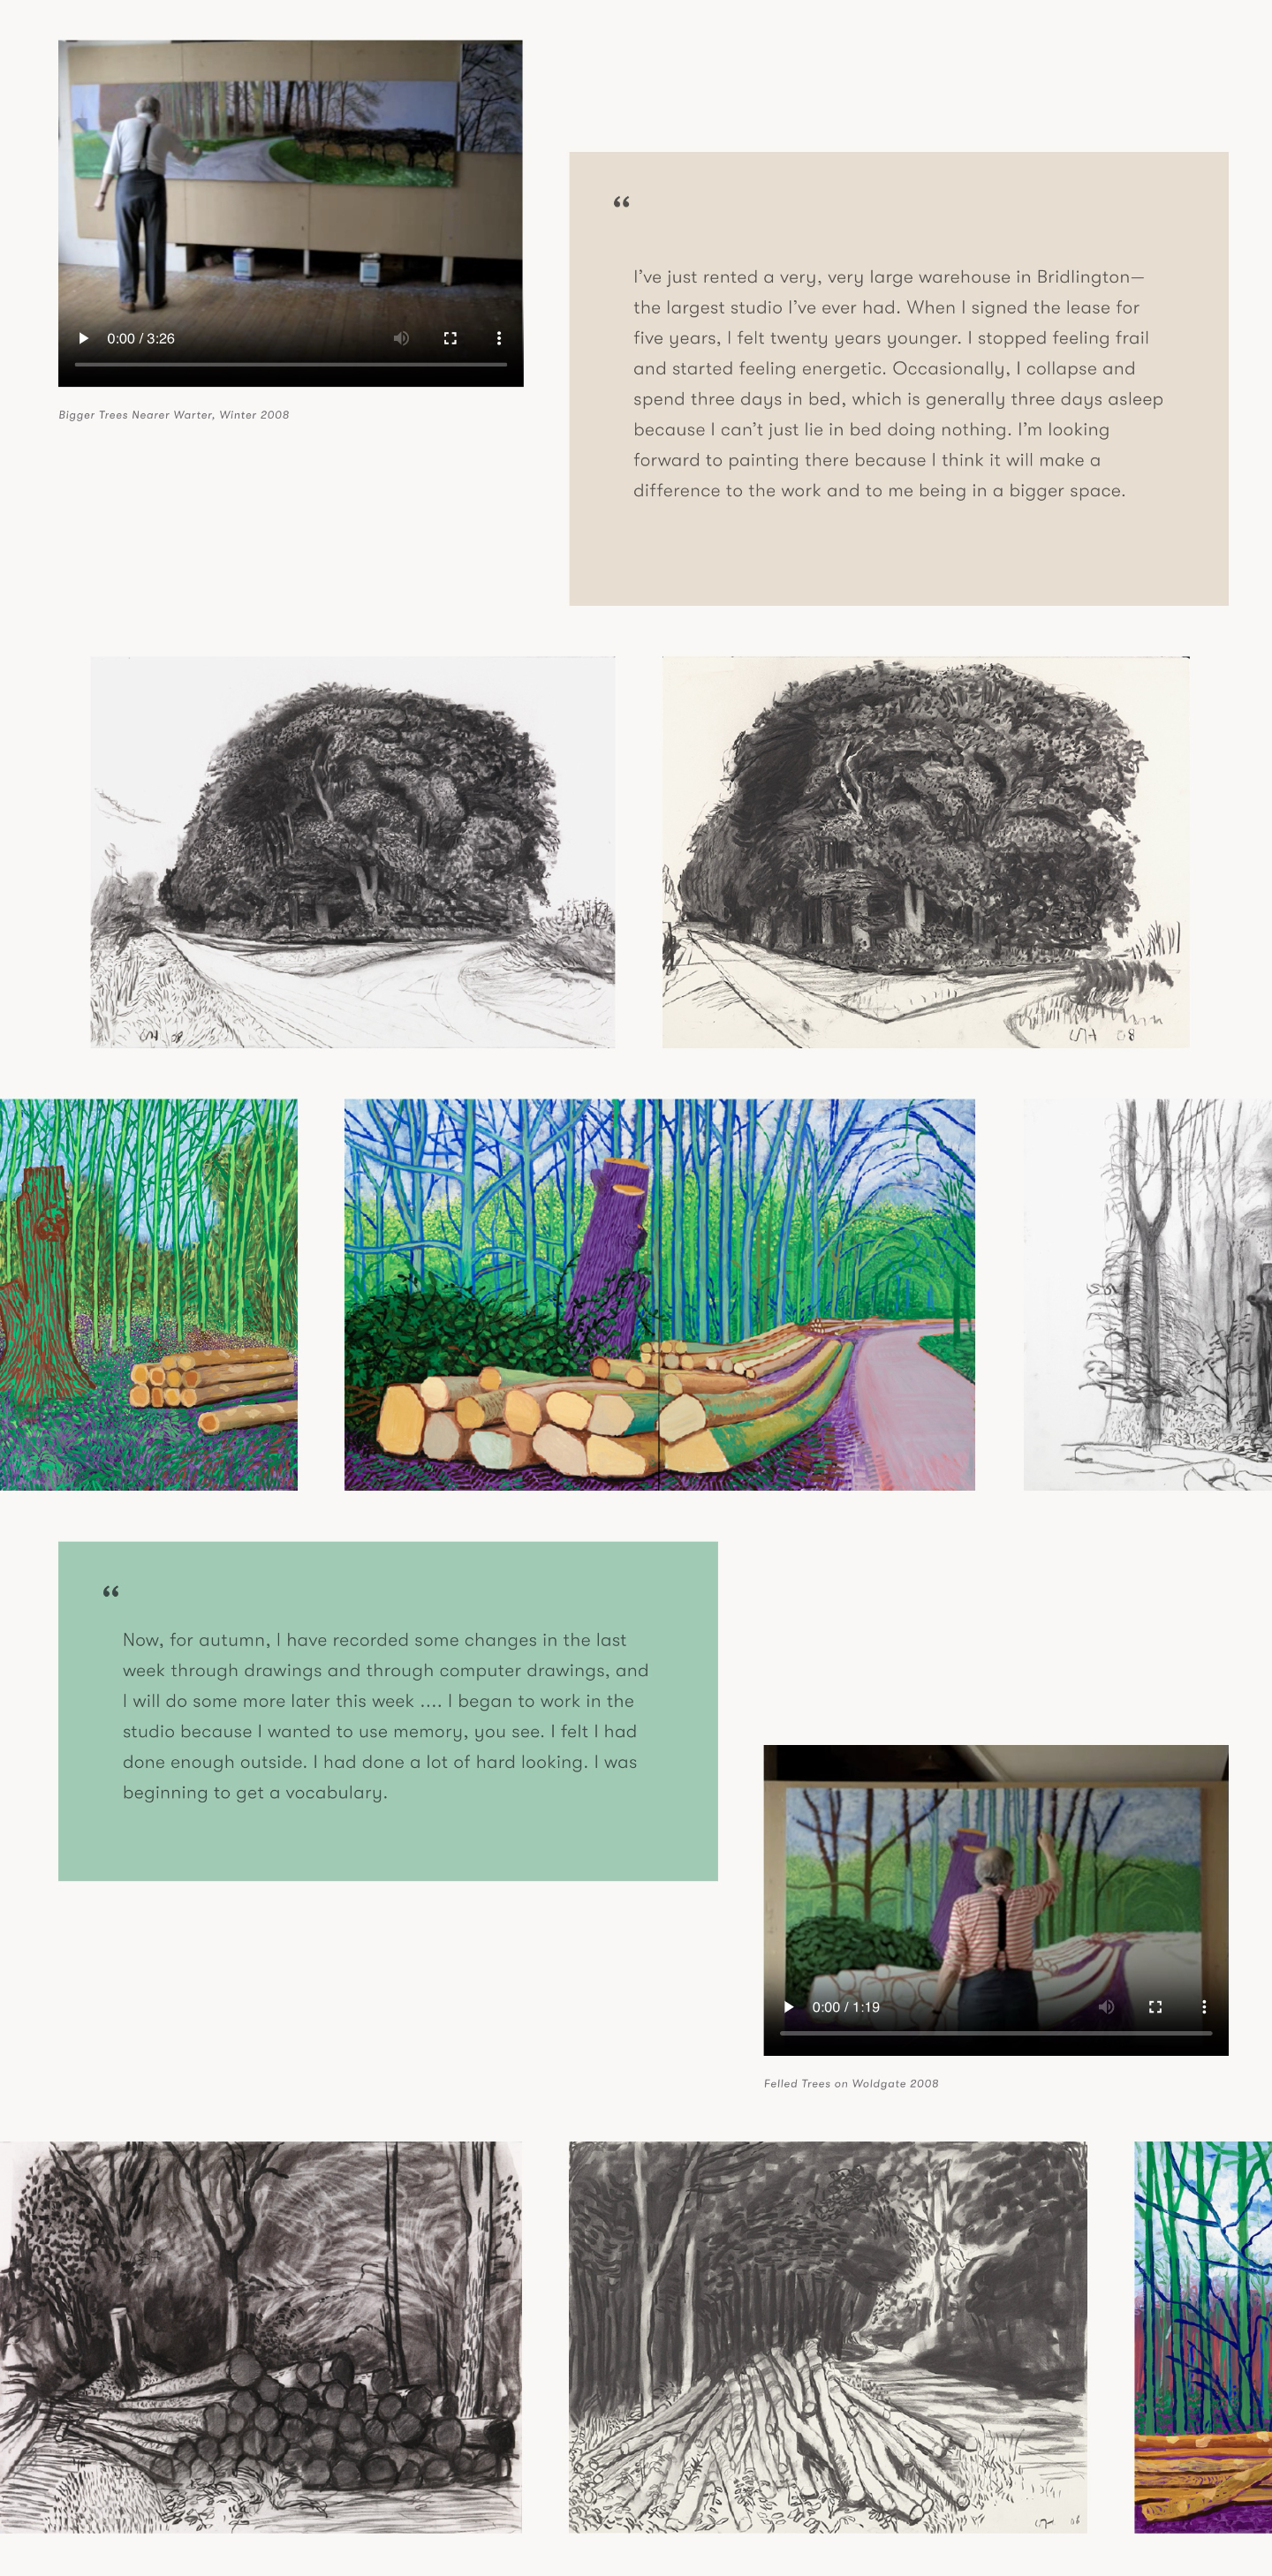 “
I’ve just rented a very, very large warehouse in Bridlington—
the largest studio I’ve ever had. When I signed the lease for
five years, I felt twenty years younger. I stopped feeling frail
and started feeling energetic. Occasionally, I collapse and
spend three days in bed, which is generally three days asleep
because I can’t just lie in bed doing nothing. I’m looking
forward to painting there because I think it will make a
difference to the work and to me being in a bigger space.
0:00 / 3:26
Bigger Trees Nearer Warter, Winter 2008
08
“
Now, for autumn, I have recorded some changes in the last
week through drawings and through computer drawings, and
I will do some more later this week .... I began to work in the
studio because I wanted to use memory, you see. I felt I had
done enough outside. I had done a lot of hard looking. I was
beginning to get a vocabulary.
0:00 / 1:19
Felled Trees on Woldgate 2008